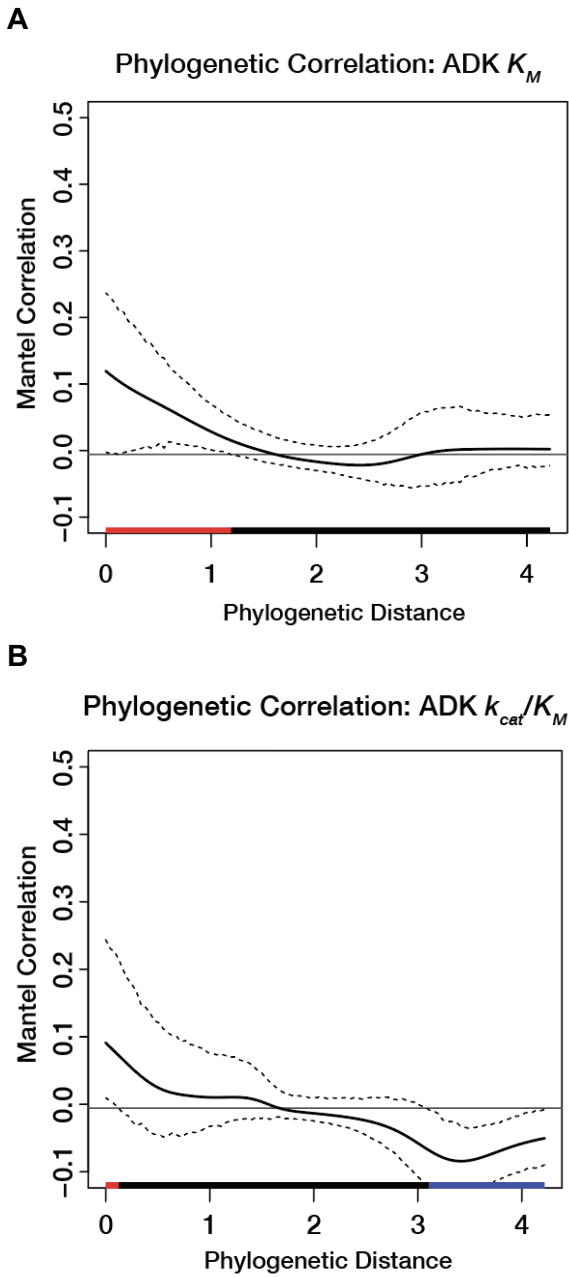 A
Phylogenetic Correlation: ADK KM
Mantel Correlation
0.5
0.4
0.3
0.2
0.1
0.0
−0.1
0 1 2 3 4
Phylogenetic Distance
B
Phylogenetic Correlation: ADK kcat/KM
Mantel Correlation
0.5
0.4
0.3
0.2
0.1
0.0
−0.1
0 1 2 3 4
Phylogenetic Distance